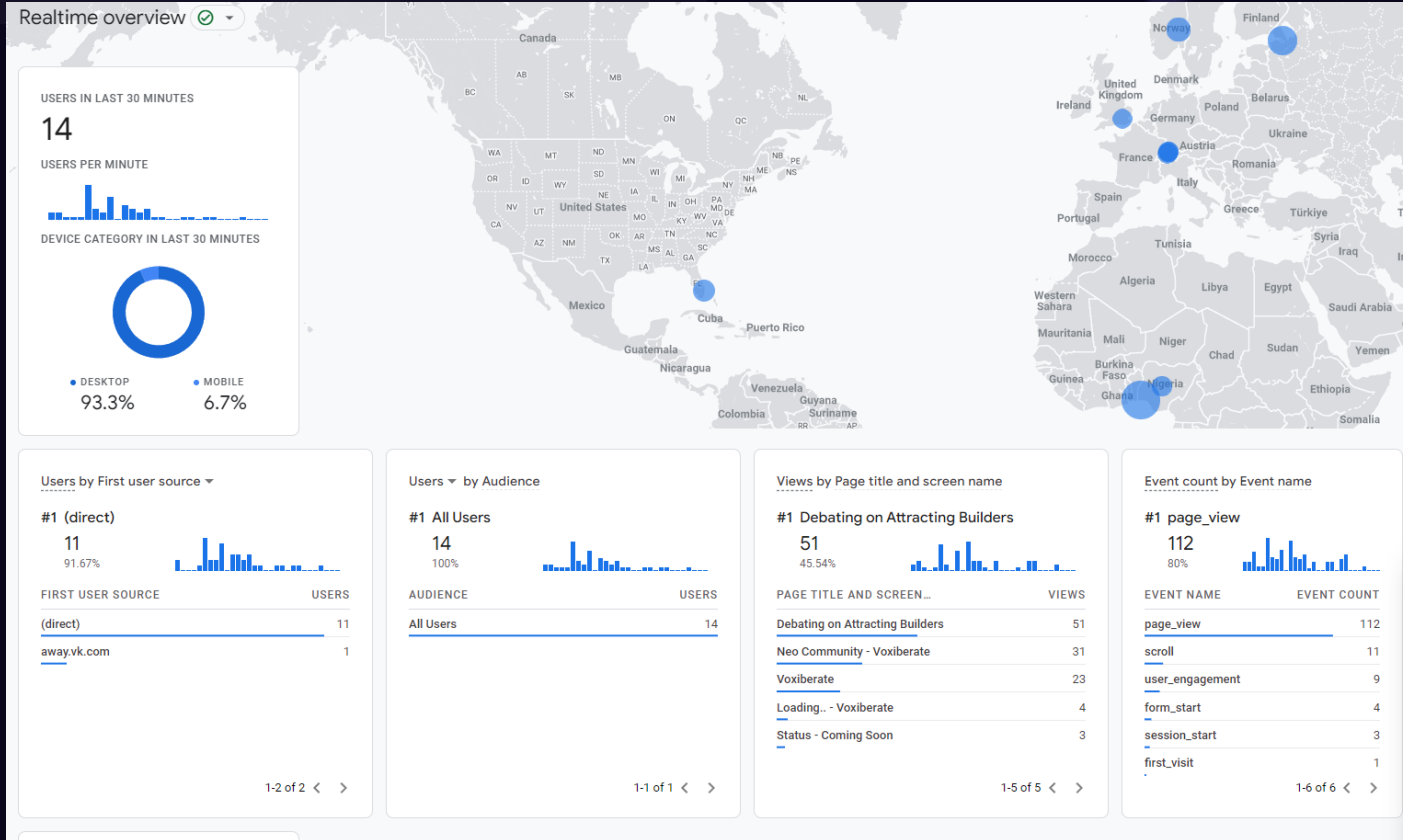 Realtime overview
USERS IN LAST 30 MINUTES
14
USERS PER MINUTE
DEVICE CATEGORY IN LAST 30 MINUTES
DESKTOP
93.3%
MOBILE
6.7%
Canada
AB
BC
MB
SK
ON
QC
NL
NB
PE
NS
WA
MT
ND
MN
OR
ID
WY
SD
WI
MI
NY
NH
ME
MA
NV
UT
United States
NE
IA
IL
IN
OH
PA
MD
DE
CA
MO
KY
WV
VA
AZ
NM
OK
AR
TN
NC
MS
AL
SC
GA
TX
LA
FL
Mexico
Cuba
Puerto Rico
Guatemala
Nicaragua
Venezuela
Guyana
Colombia
Suriname
RR
AP
Norway
Finland
United
Kingdom
Denmark
Ireland
Poland
Belarus
Germany
Ukraine
France
Austria
Romania
Italy
Spain
Portugal
Greece
Türkiye
Tunisia
Syria
Iraq
Morocco
Algeria
Libya
Egypt
Western
Sahara
Saudi Arabia
Mauritania
Mali
Niger
Chad
Sudan
Yemen
Burkina
Faso
Guinea
Nigeria
Ghana
Ethiopia
Somalia
Users by First user source
#1 (direct)
11
91.67%
FIRST USER SOURCE USERS
(direct) 11
away.vk.com 1
1-2 of 2
Users by Audience
#1 All Users
14
100%
AUDIENCE USERS
All Users 14
1-1 of 1
Views by Page title and screen name
#1 Debating on Attracting Builders
51
45.54%
PAGE TITLE AND SCREEN… VIEWS
Debating on Attracting Builders 51
Neo Community - Voxiberate 31
Voxiberate 23
Loading.. - Voxiberate 4
Status - Coming Soon 3
1-5 of 5
Event count by Event name
#1 page_view
112
80%
EVENT NAME EVENT COUNT
page_view 112
scroll 11
user_engagement 9
form_start 4
session_start 3
first_visit 1
1-6 of 6